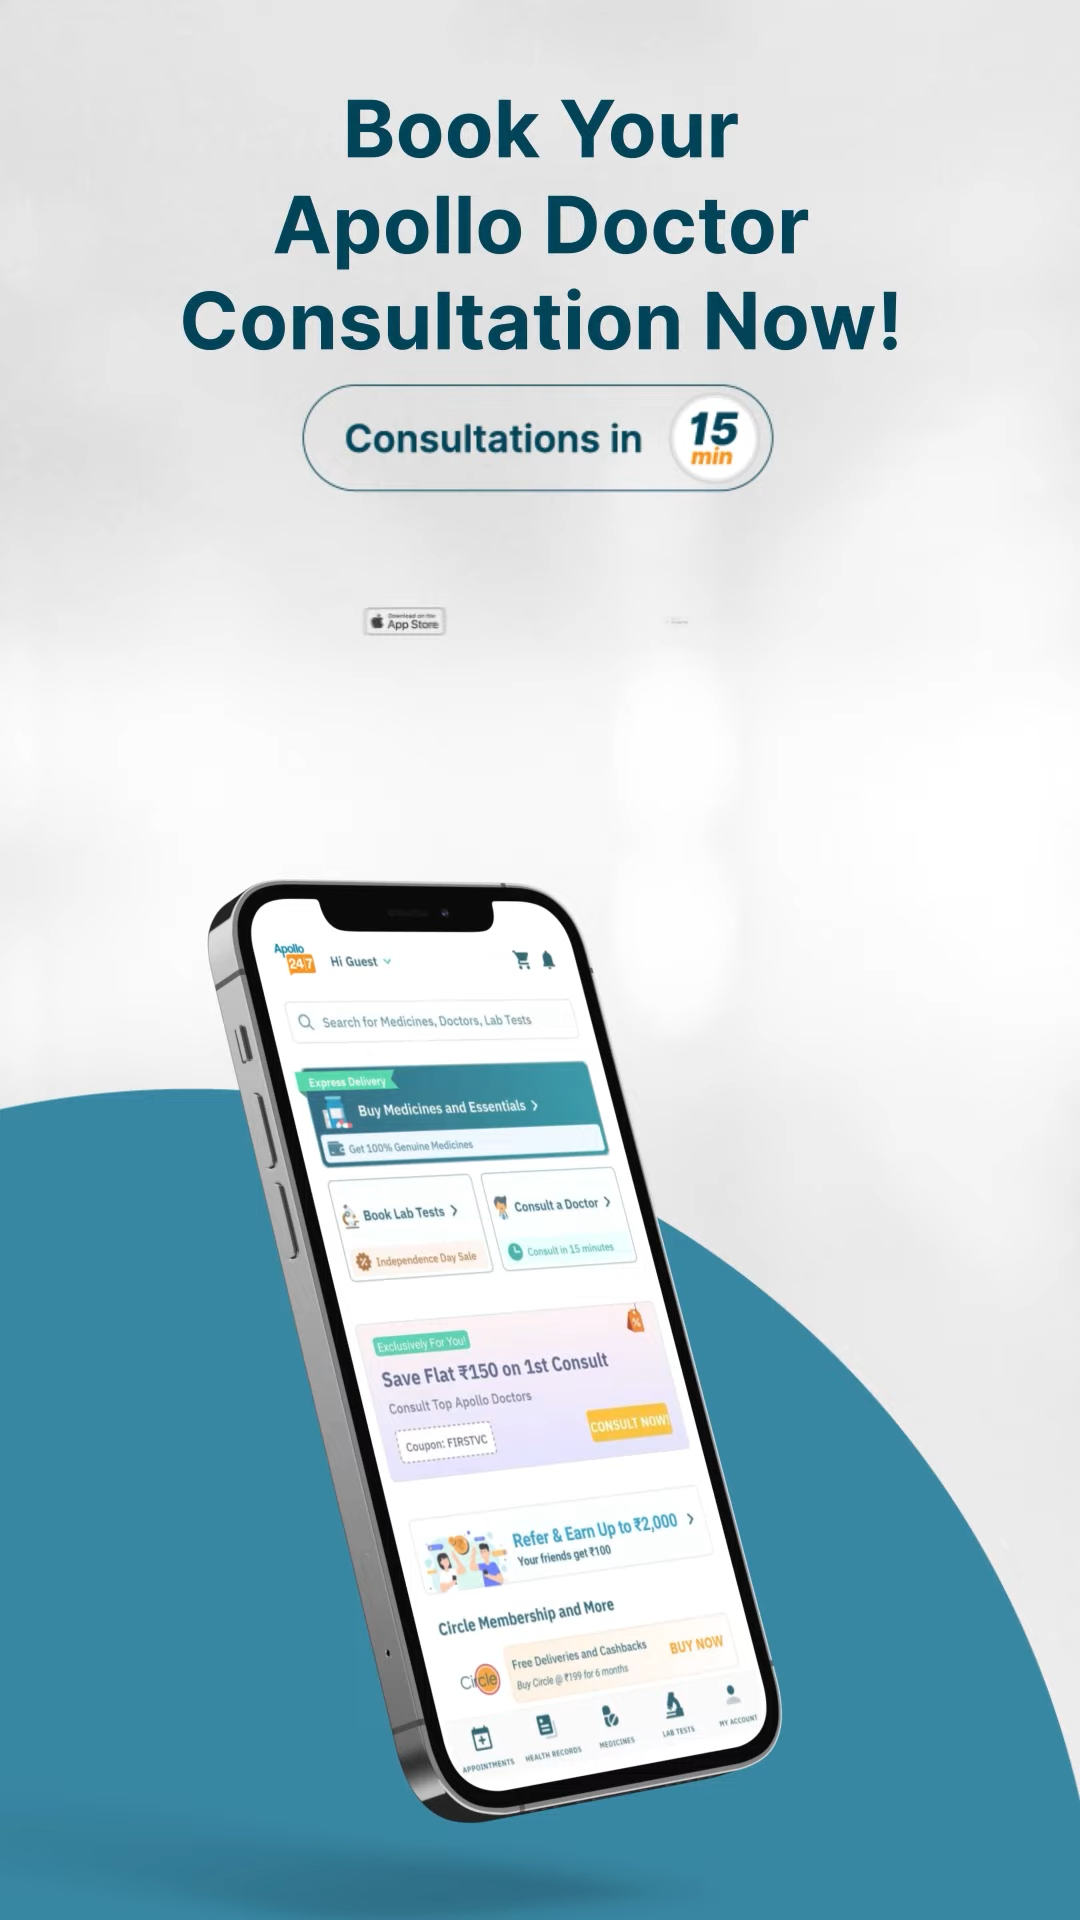 Book Your
Apollo Doctor
Consultation Now!
Consultations in 15 min
Download on the
App Store
Apollo
24|7
Hi Guest
Search for Medicines, Doctors, Lab Tests
Express Delivery
Buy Medicines and Essentials
Get 100% Genuine Medicines
Book Lab Tests
Consult a Doctor
Independence Day Sale
Consult in 15 minutes
Exclusively For You!
Save Flat ₹150 on 1st Consult
Consult Top Apollo Doctors
Coupon: FIRSTVC
CONSULT NOW!
Refer & Earn Up to ₹2,000
Your friends get ₹100
Circle Membership and More
Circle
Free Deliveries and Cashbacks
Buy Circle @ ₹199 for 6 months
BUY NOW
APPOINTMENTS
HEALTH RECORDS
MEDICINES
LAB TESTS
MY ACCOUNT